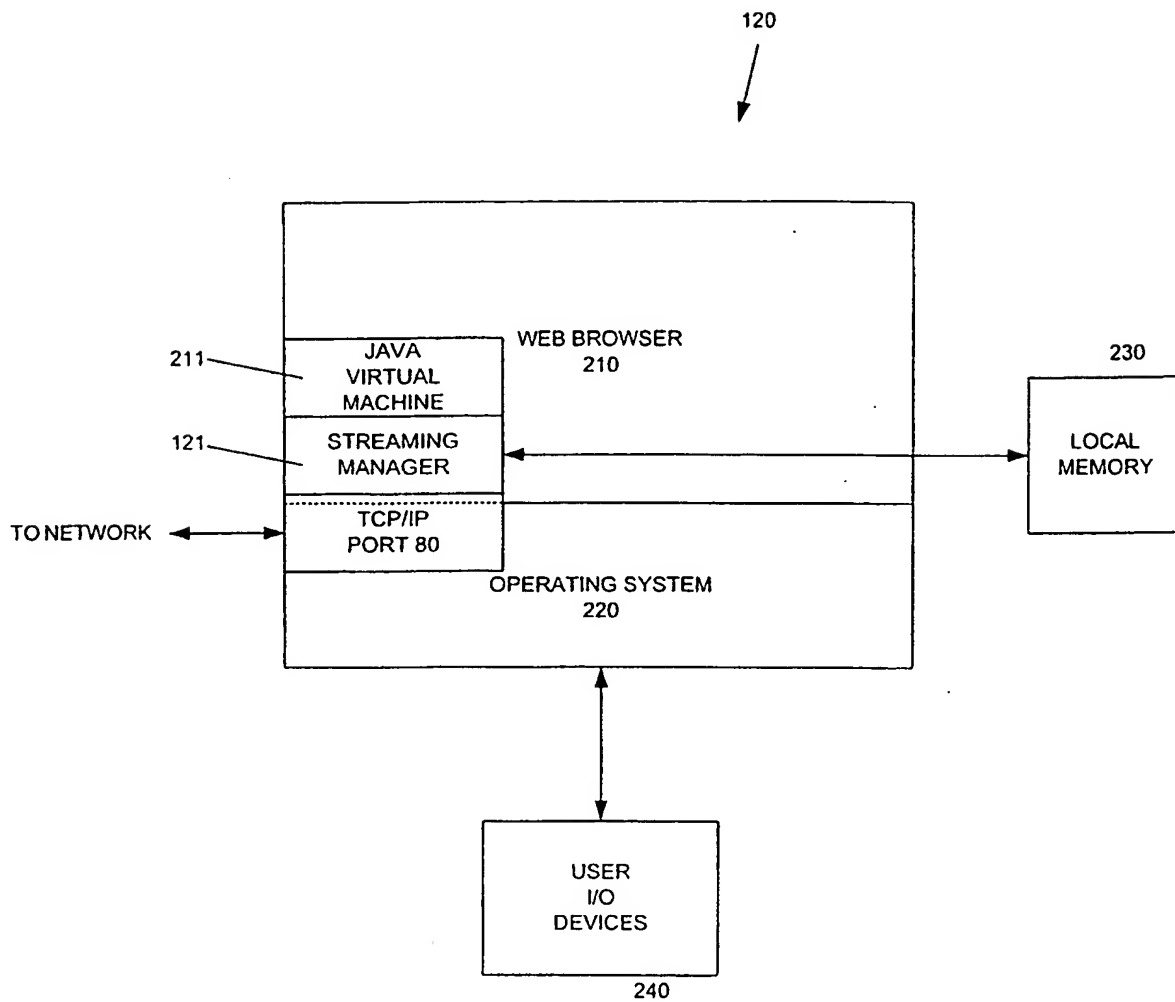 120
WEB BROWSER
210
211
JAVA
VIRTUAL
MACHINE
230
121
STREAMING
MANAGER
LOCAL
MEMORY
TO NETWORK
TCP/IP
PORT 80
OPERATING SYSTEM
220
USER
I/O
DEVICES
240